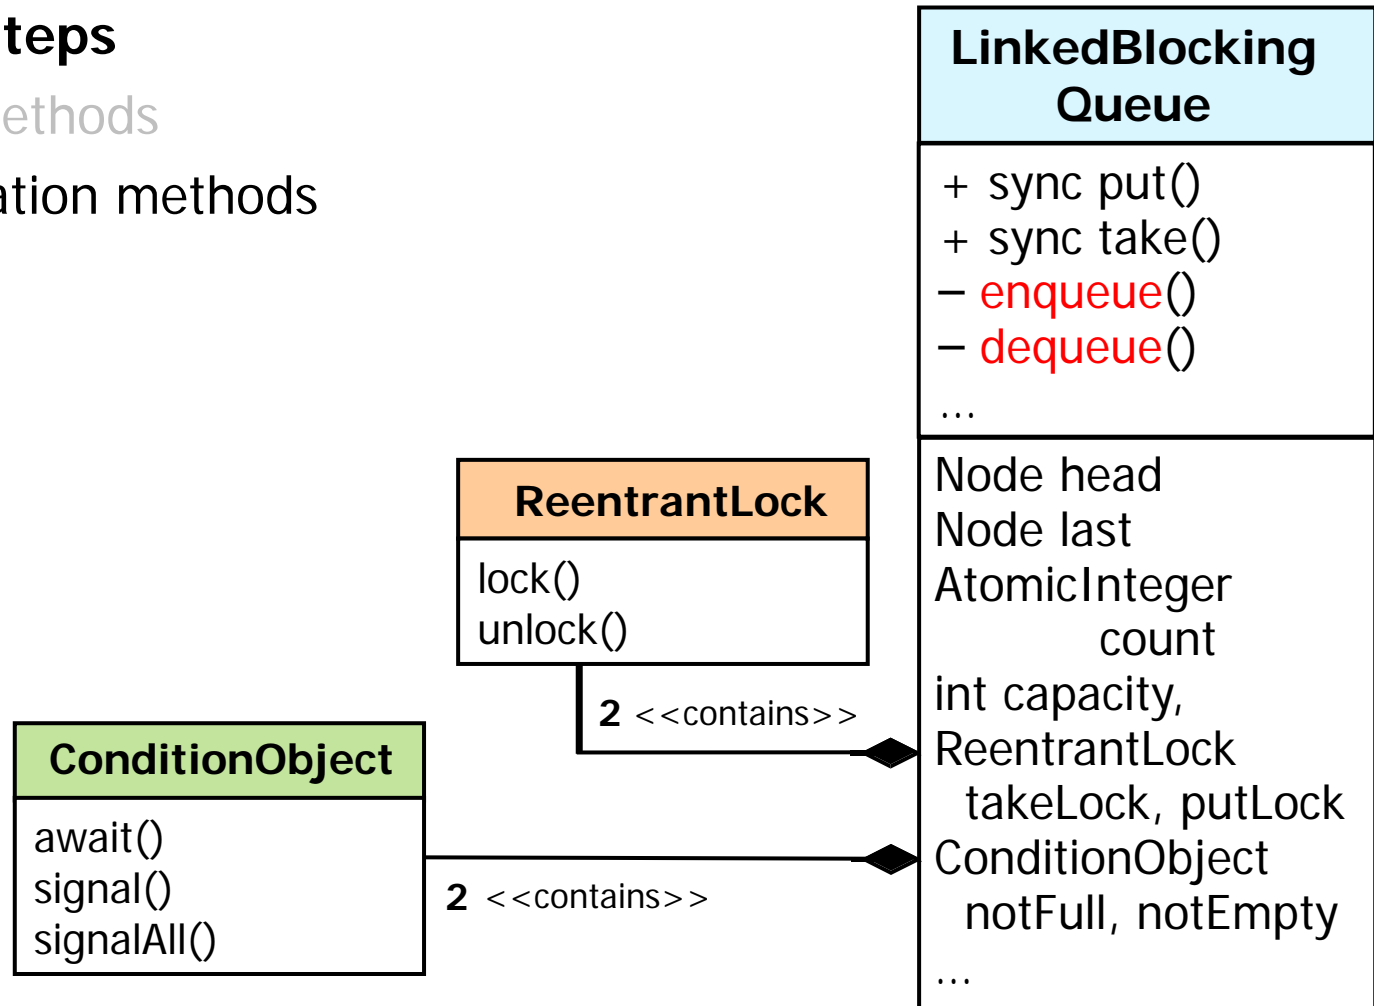 teps
ethods
ation methods
LinkedBlocking
Queue
+ sync put()
+ sync take()
– enqueue()
– dequeue()
...
Node head
Node last
AtomicInteger
count
int capacity,
ReentrantLock
takeLock, putLock
ConditionObject
notFull, notEmpty
...
ReentrantLock
lock()
unlock()
2 <<contains>>
ConditionObject
await()
signal()
signalAll()
2 <<contains>>